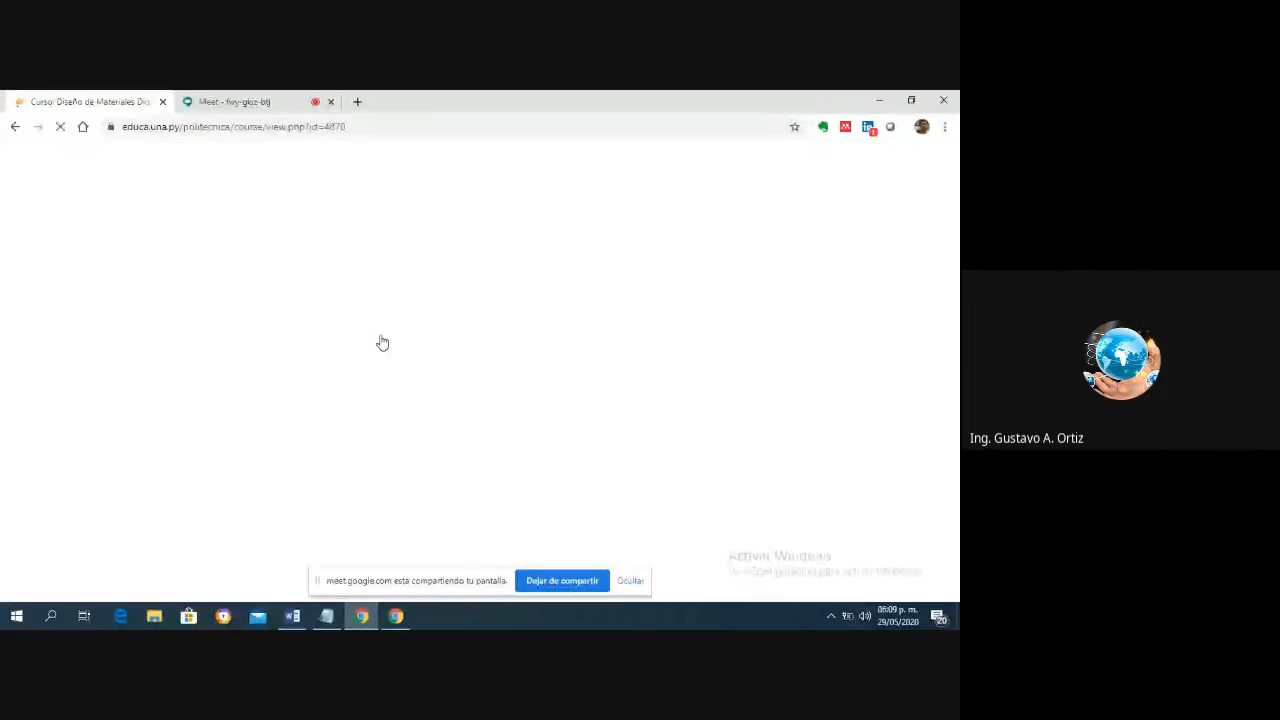 Curso: Diseño de Materiales Did
Meet - fwy-gkiz-btj
educa.una.py/politecnica/course/view.php?id=4870
1
Ing. Gustavo A. Ortiz
Activar Windows
meet.google.com está compartiendo tu pantalla.
Dejar de compartir
Ocultar
06:09 p. m.
29/05/2020
20